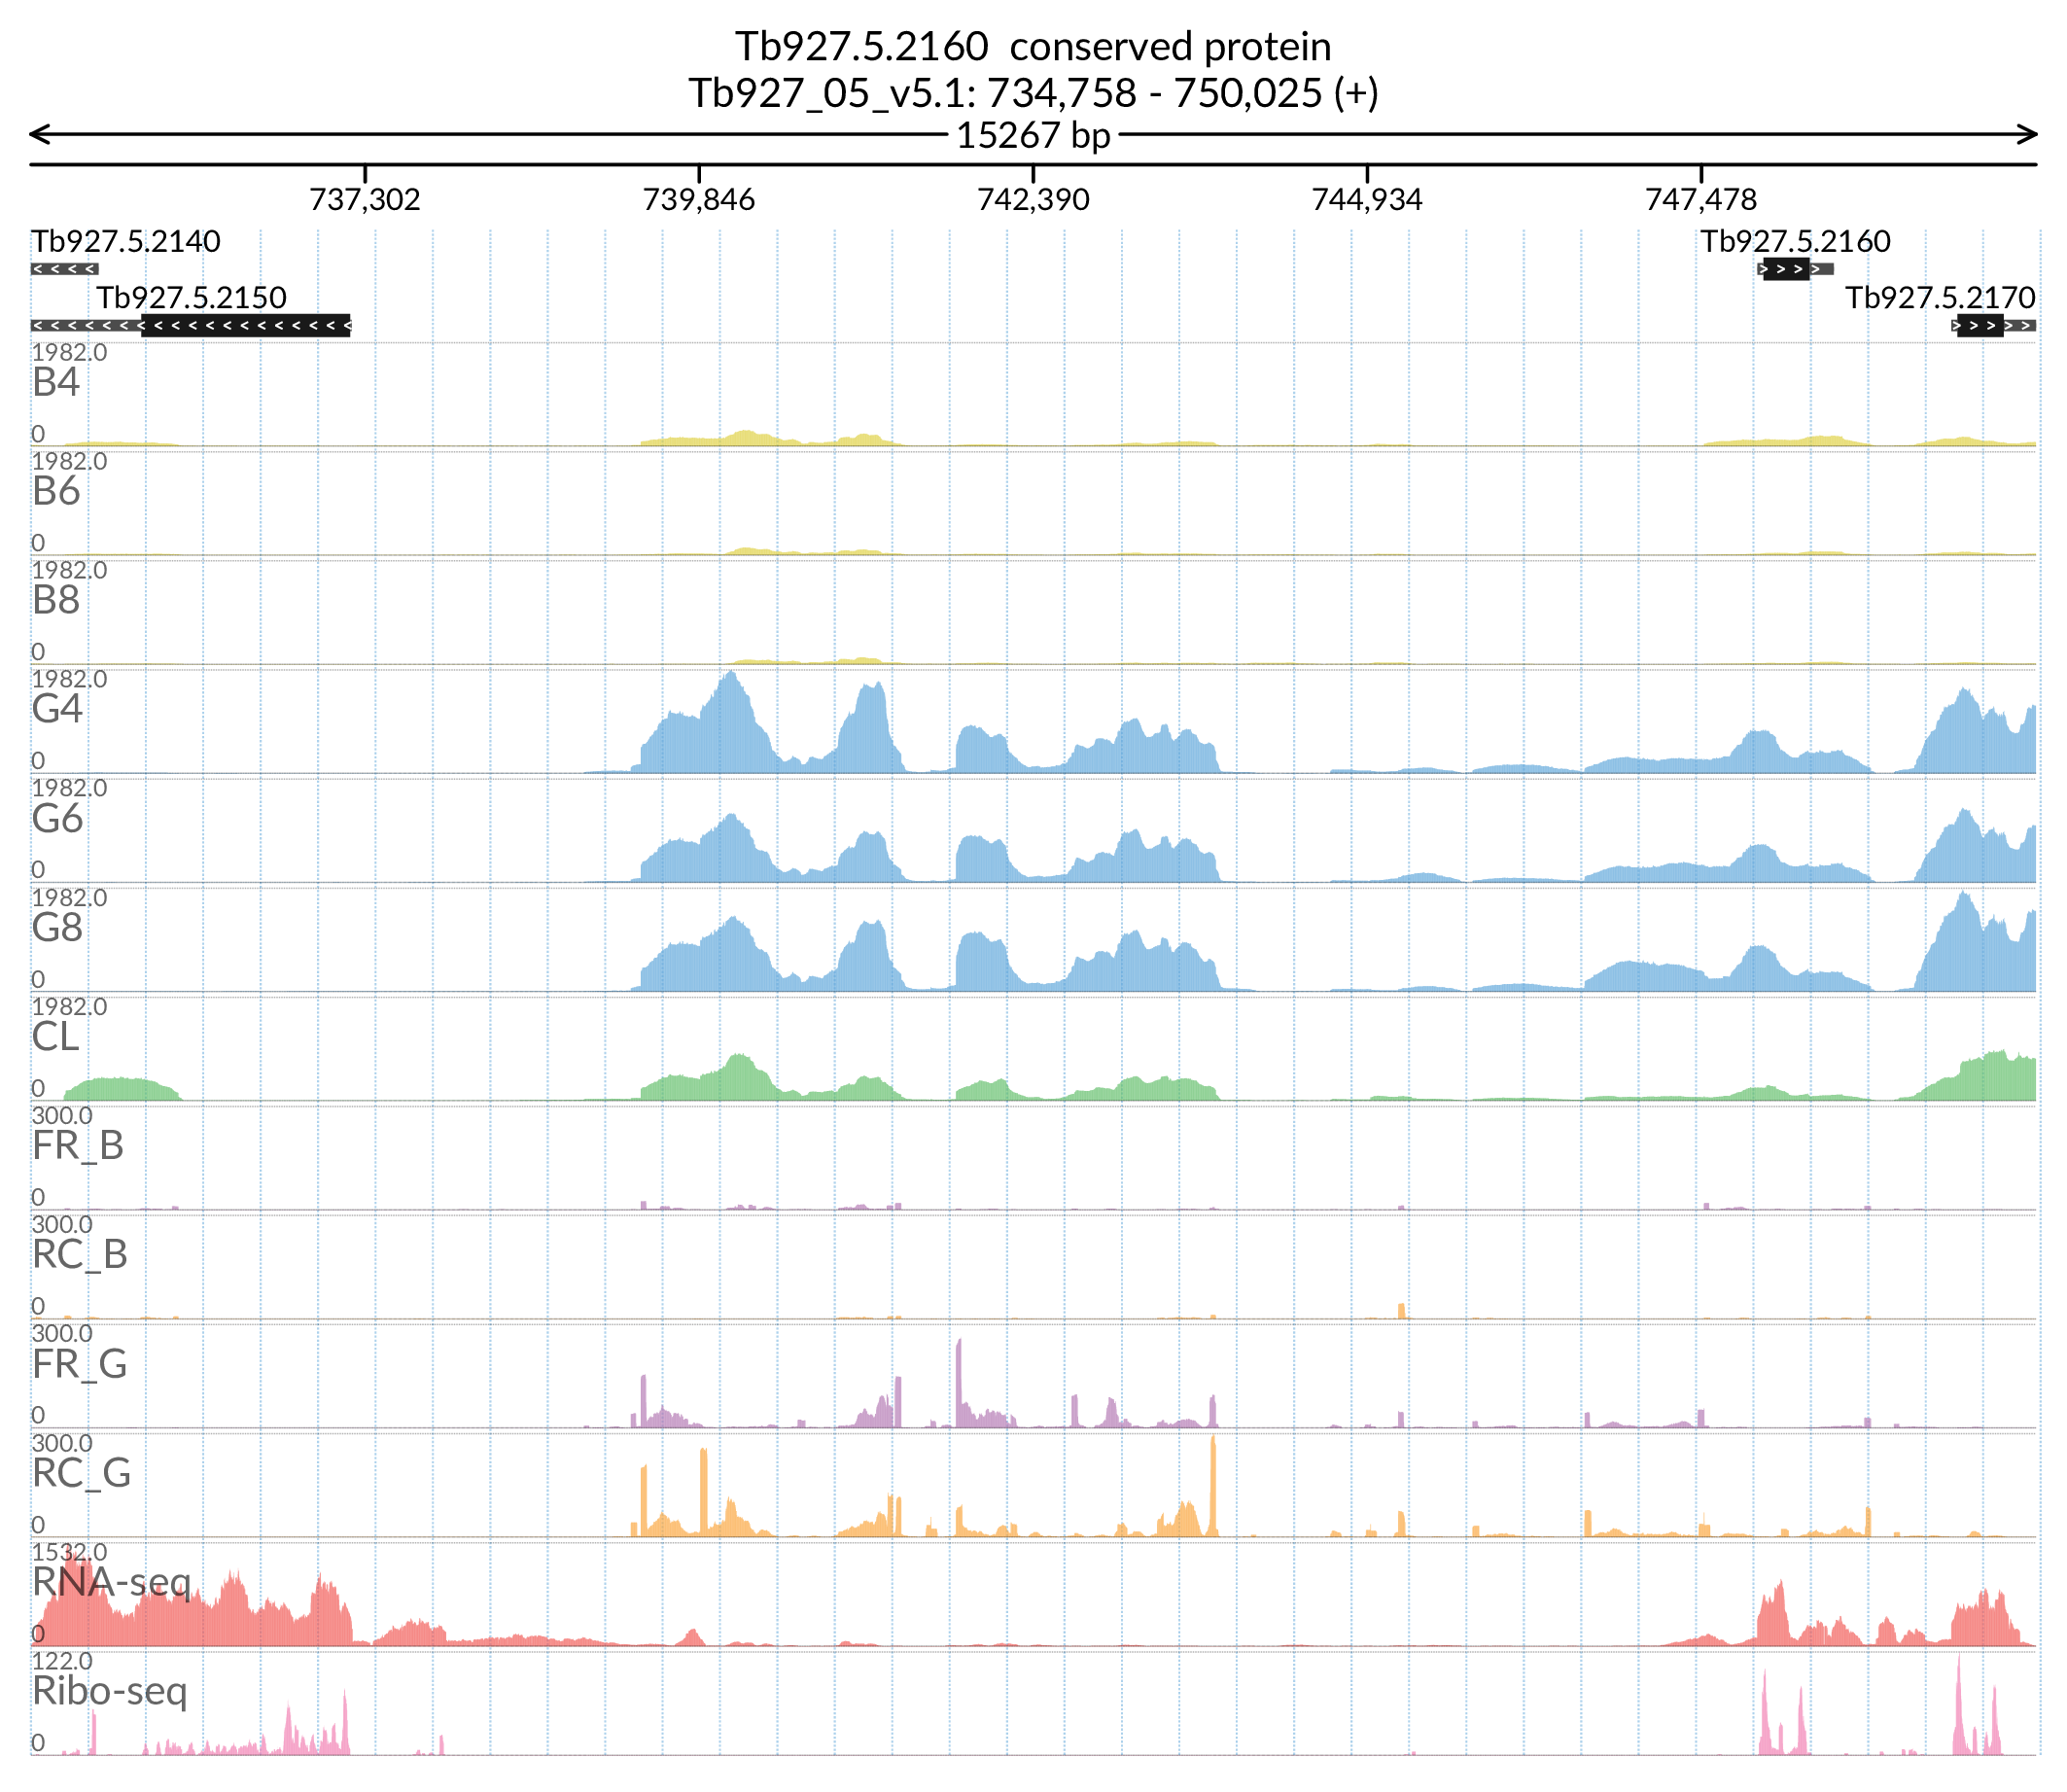 Tb927.5.2160  conserved protein
Tb927_05_v5.1: 734,758 - 750,025 (+)
15267 bp
737,302 739,846 742,390 744,934 747,478
Tb927.5.2140 Tb927.5.2160
Tb927.5.2150 Tb927.5.2170
1982.0
B4
0
1982.0
B6
0
1982.0
B8
0
1982.0
G4
0
1982.0
G6
0
1982.0
G8
0
1982.0
CL
0
300.0
FR_B
0
300.0
RC_B
0
300.0
FR_G
0
300.0
RC_G
0
1532.0
RNA-seq
0
122.0
Ribo-seq
0